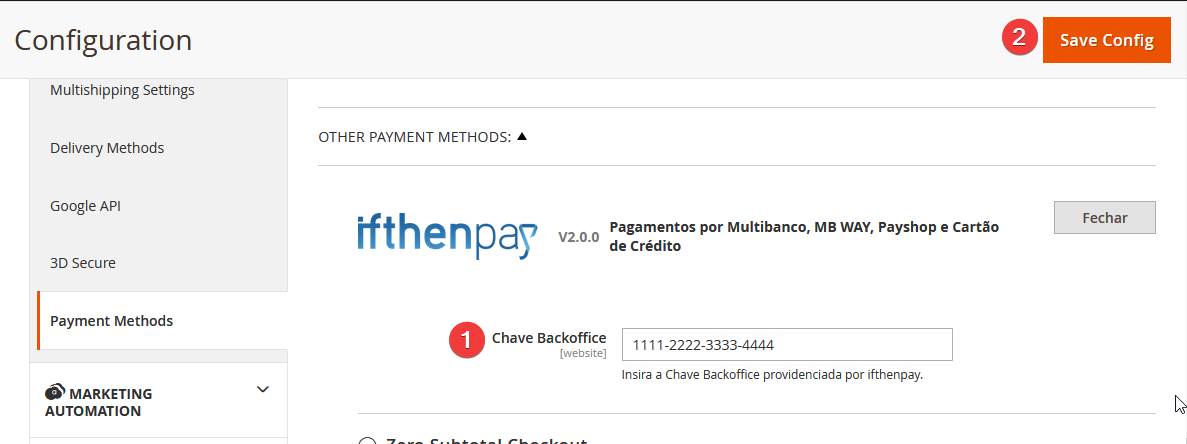 Configuration
2
Save Config
Multishipping Settings
Delivery Methods
Google API
3D Secure
Payment Methods
MARKETING
AUTOMATION
OTHER PAYMENT METHODS:
ifthenpay
V2.0.0
Pagamentos por Multibanco, MB WAY, Payshop e Cartão
de Crédito
Fechar
1
Chave Backoffice
[website]
1111-2222-3333-4444
Insira a Chave Backoffice providenciada por ifthenpay.
Zero Subtotal Checkout